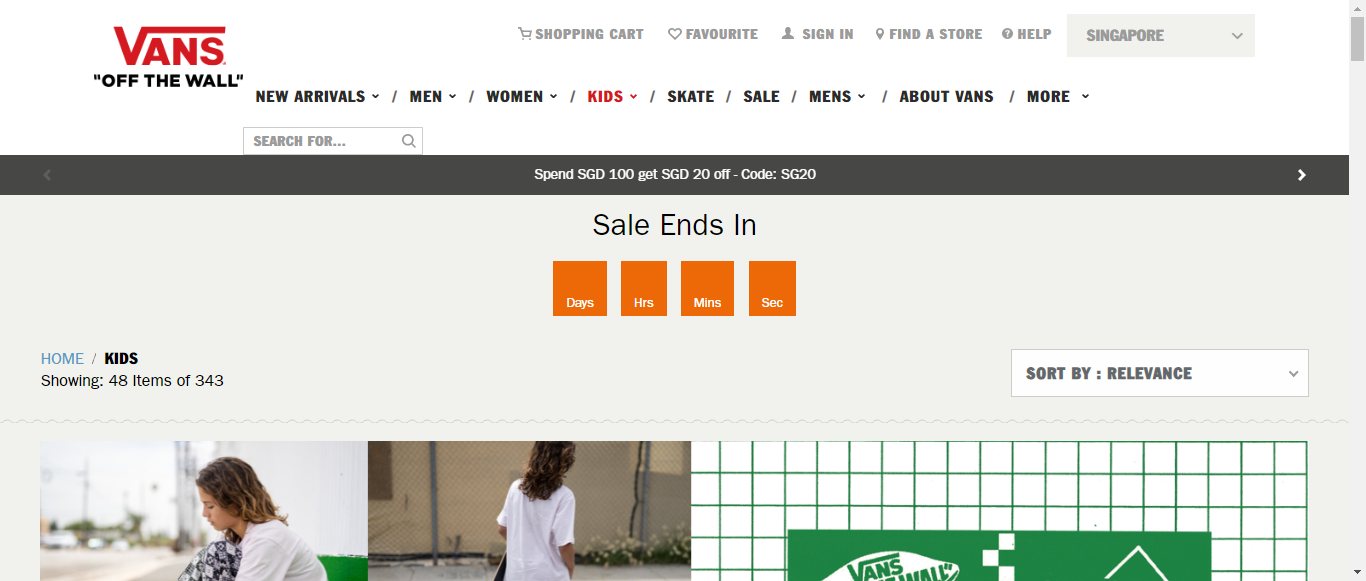 VANS
"OFF THE WALL"
SHOPPING CART FAVOURITE SIGN IN FIND A STORE HELP SINGAPORE
NEW ARRIVALS / MEN / WOMEN / KIDS / SKATE / SALE / MENS / ABOUT VANS / MORE
SEARCH FOR...
Spend SGD 100 get SGD 20 off - Code: SG20
Sale Ends In
Days Hrs Mins Sec
HOME / KIDS
Showing: 48 Items of 343
SORT BY : RELEVANCE
VANS
WALL"